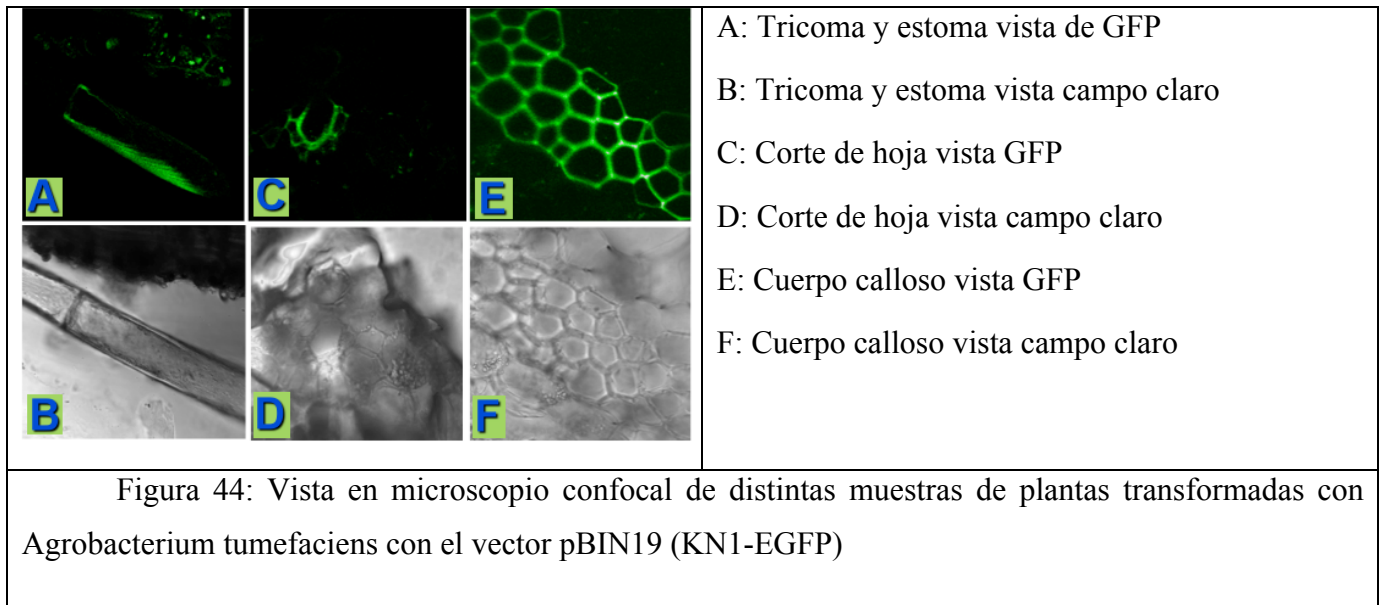 A
C
E
B
D
F
A: Tricoma y estoma vista de GFP
B: Tricoma y estoma vista campo claro
C: Corte de hoja vista GFP
D: Corte de hoja vista campo claro
E: Cuerpo calloso vista GFP
F: Cuerpo calloso vista campo claro
Figura 44: Vista en microscopio confocal de distintas muestras de plantas transformadas con
Agrobacterium tumefaciens con el vector pBIN19 (KN1-EGFP)